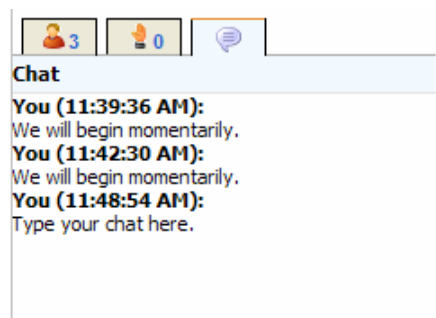 3 0
Chat
You (11:39:36 AM):
We will begin momentarily.
You (11:42:30 AM):
We will begin momentarily.
You (11:48:54 AM):
Type your chat here.